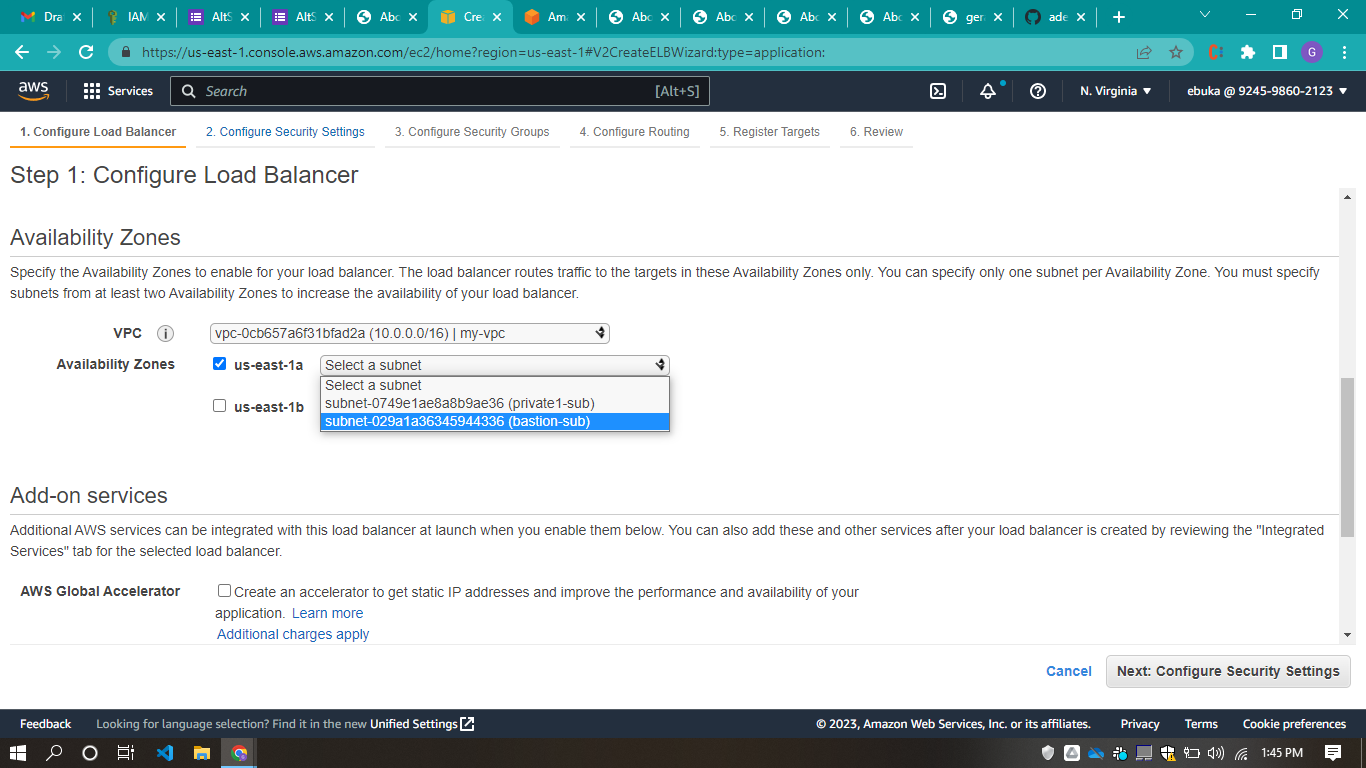 Dra
IAM
AltS
AltS
Abc
Cre
Ama
Abc
Abc
Abc
Abc
gera
ade
https://us-east-1.console.aws.amazon.com/ec2/home?region=us-east-1#V2CreateELBWizard:type=application:
G
aws
Services
Search
[Alt+S]
N. Virginia
ebuka @ 9245-9860-2123
1. Configure Load Balancer
2. Configure Security Settings
3. Configure Security Groups
4. Configure Routing
5. Register Targets
6. Review
Step 1: Configure Load Balancer
Availability Zones
Specify the Availability Zones to enable for your load balancer. The load balancer routes traffic to the targets in these Availability Zones only. You can specify only one subnet per Availability Zone. You must specify
subnets from at least two Availability Zones to increase the availability of your load balancer.
VPC
vpc-0cb657a6f31bfad2a (10.0.0.0/16) | my-vpc
Availability Zones
us-east-1a
Select a subnet
Select a subnet
subnet-0749e1ae8a8b9ae36 (private1-sub)
us-east-1b
subnet-029a1a36345944336 (bastion-sub)
Add-on services
Additional AWS services can be integrated with this load balancer at launch when you enable them below. You can also add these and other services after your load balancer is created by reviewing the "Integrated
Services" tab for the selected load balancer.
AWS Global Accelerator
Create an accelerator to get static IP addresses and improve the performance and availability of your
application. Learn more
Additional charges apply
Cancel
Next: Configure Security Settings
Feedback
Looking for language selection? Find it in the new Unified Settings
© 2023, Amazon Web Services, Inc. or its affiliates.
Privacy
Terms
Cookie preferences
1:45 PM